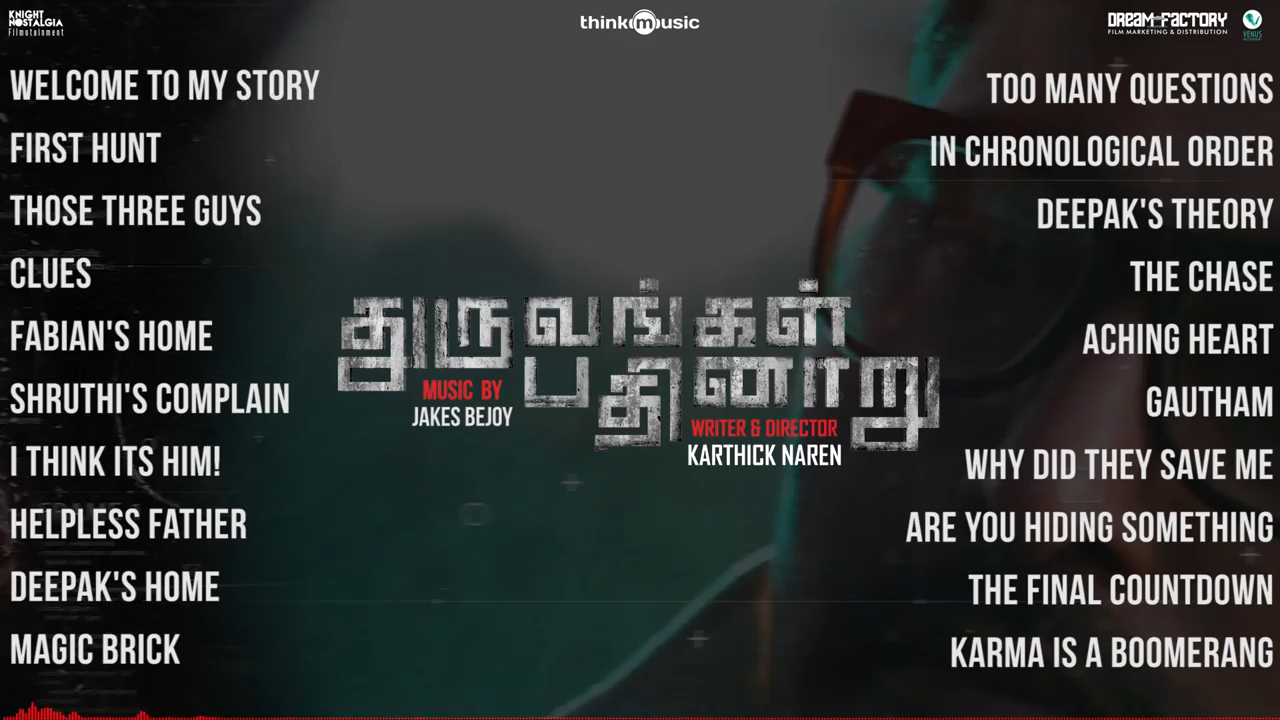 KNIGHT
NOSTALGIA
Filmotainment
thinkmusic
DREAM FACTORY
FILM MARKETING & DISTRIBUTION
VENUS
WELCOME TO MY STORY
FIRST HUNT
THOSE THREE GUYS
CLUES
FABIAN'S HOME
SHRUTHI'S COMPLAIN
I THINK ITS HIM!
HELPLESS FATHER
DEEPAK'S HOME
MAGIC BRICK
துருவங்கள்
பதினாறு
MUSIC BY
JAKES BEJOY
WRITER & DIRECTOR
KARTHICK NAREN
TOO MANY QUESTIONS
IN CHRONOLOGICAL ORDER
DEEPAK'S THEORY
THE CHASE
ACHING HEART
GAUTHAM
WHY DID THEY SAVE ME
ARE YOU HIDING SOMETHING
THE FINAL COUNTDOWN
KARMA IS A BOOMERANG